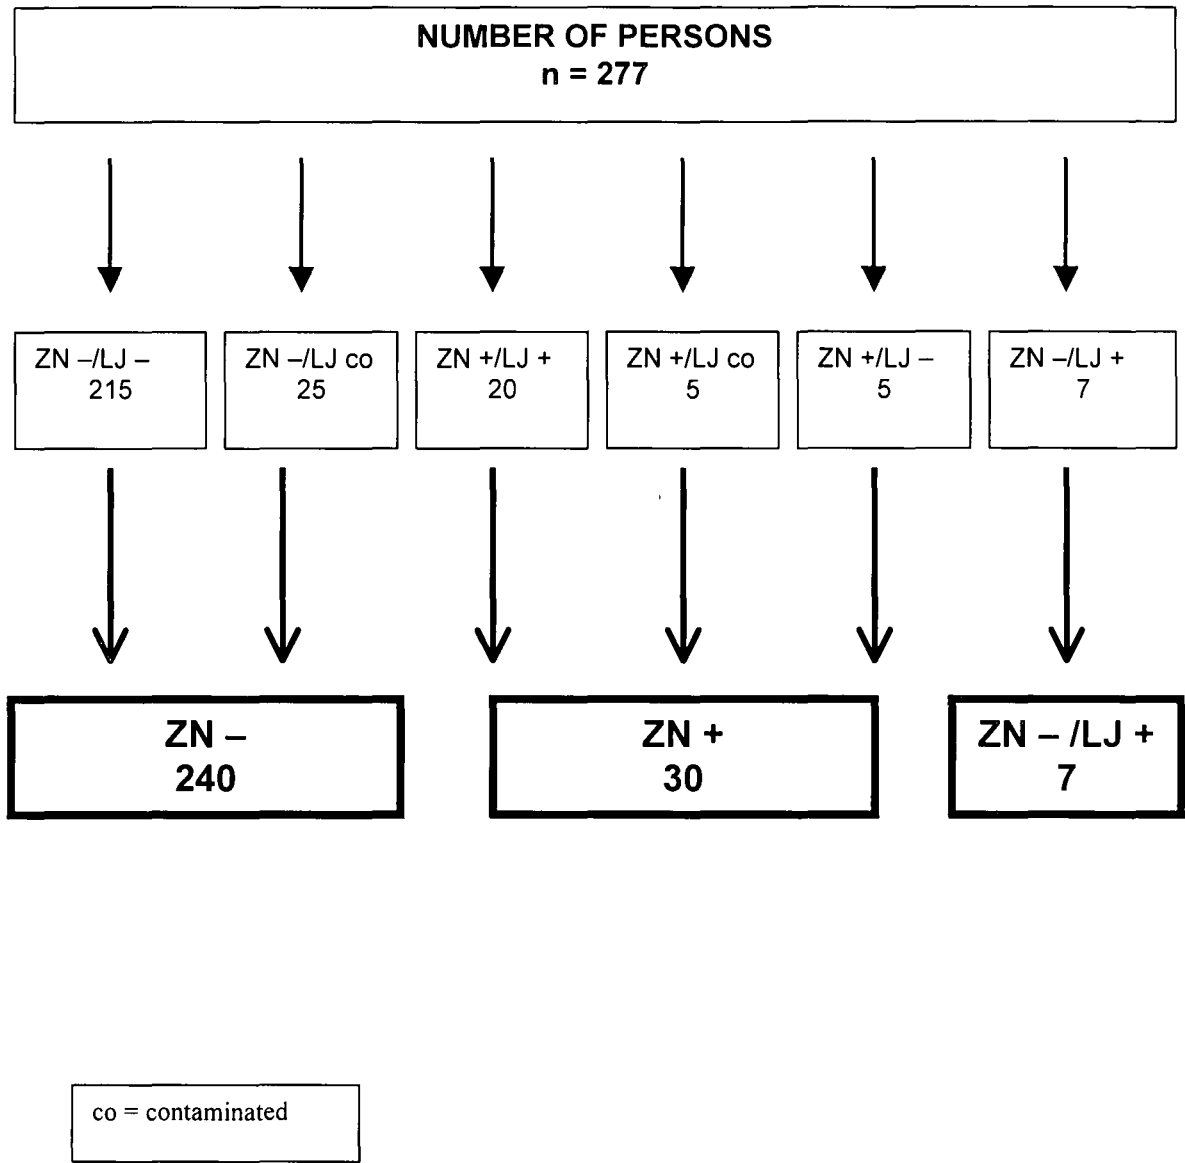 NUMBER OF PERSONS
n = 277
ZN –/LJ –
215
ZN –/LJ co
25
ZN +/LJ +
20
ZN +/LJ co
5
ZN +/LJ –
5
ZN –/LJ +
7
ZN –
240
ZN +
30
ZN – /LJ +
7
co = contaminated